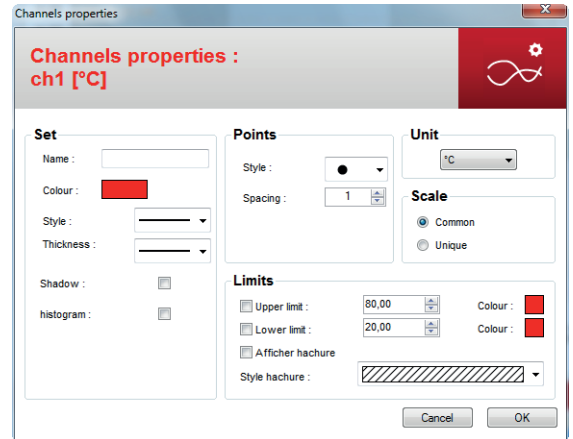 Channels properties
Channels properties :
ch1 [°C]
Set
Name :
Colour :
Style :
Thickness :
Shadow :
histogram :
Points
Style :
Spacing :
1
Unit
°C
Scale
Common
Unique
Limits
Upper limit :
80,00
Colour :
Lower limit :
20,00
Colour :
Afficher hachure
Style hachure :
Cancel
OK